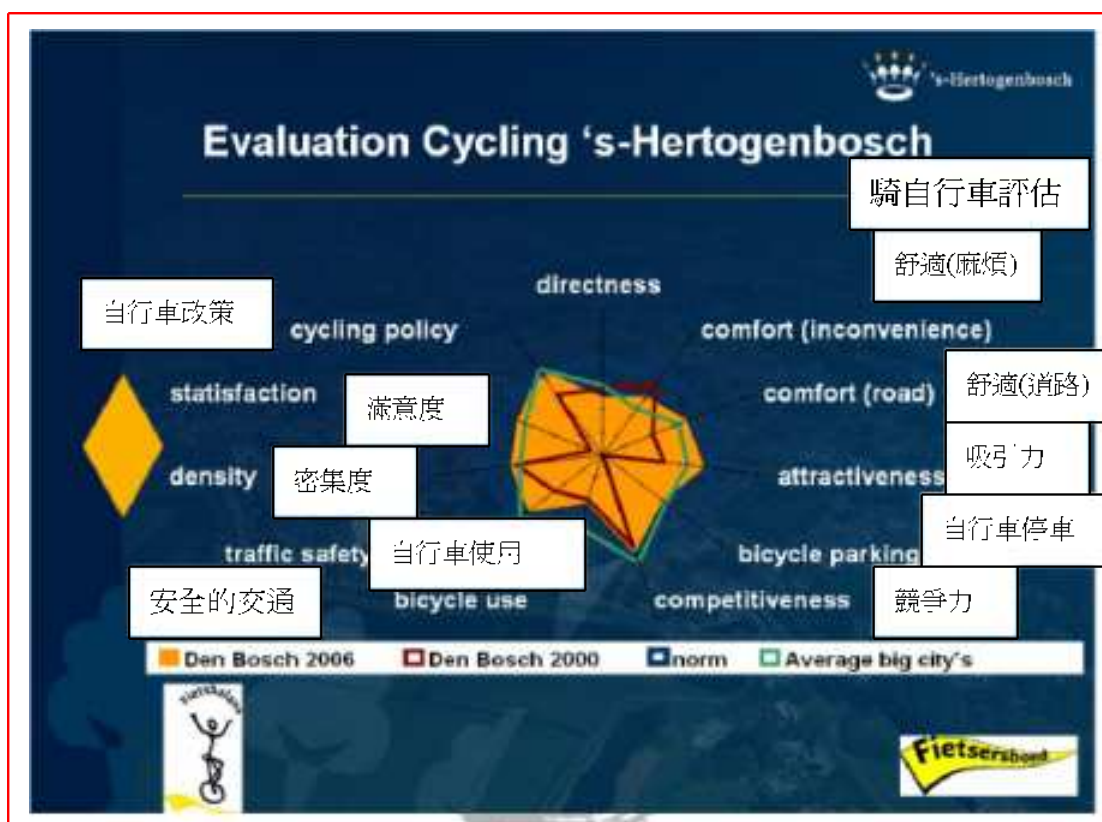 's-Hertogenbosch
Evaluation Cycling 's-Hertogenbosch
騎自行車評估
舒適(麻煩)
directness
自行車政策
cycling policy
comfort (inconvenience)
statisfaction
滿意度
comfort (road)
舒適(道路)
density
密集度
attractiveness
吸引力
traffic safety
自行車使用
bicycle parking
自行車停車
安全的交通
bicycle use
competitiveness
競爭力
Den Bosch 2006 Den Bosch 2000 norm Average big city's
Fietsbalans
Fietsersbond